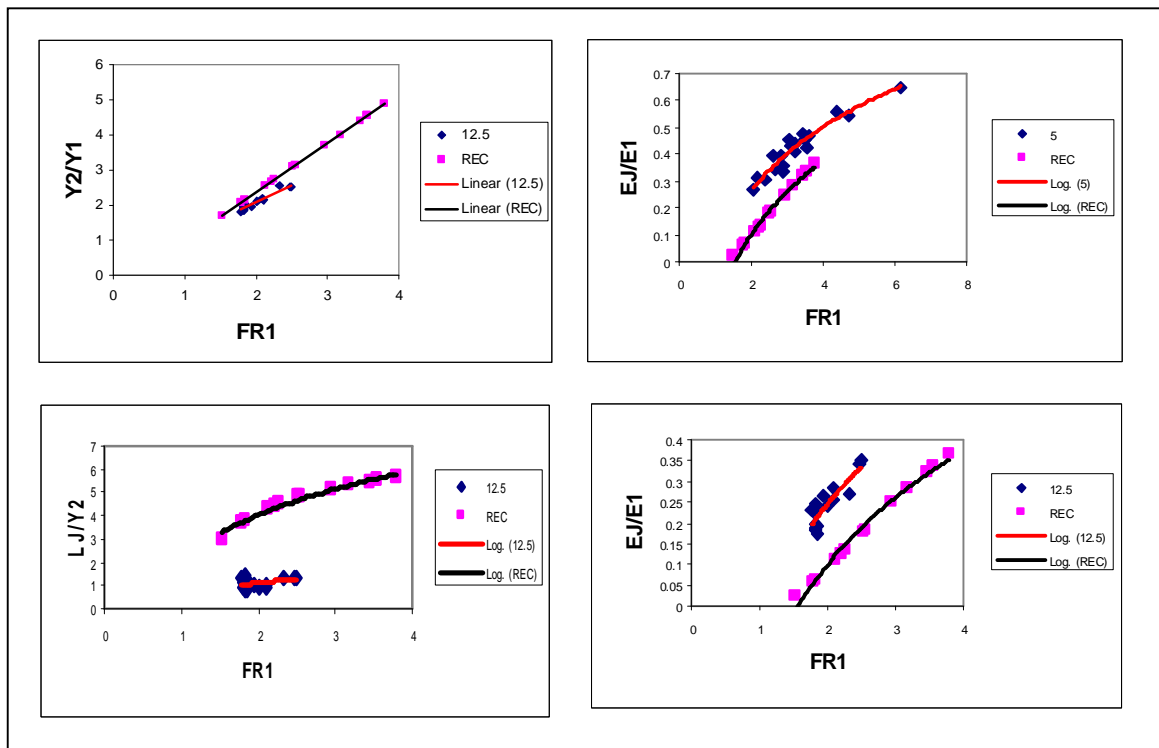 6
5
4
3
2
1
0
Y2/Y1
0 1 2 3 4
FR1
12.5
REC
Linear (12.5)
Linear (REC)
0.7
0.6
0.5
0.4
0.3
0.2
0.1
0
EJ/E1
0 2 4 6 8
FR1
5
REC
Log. (5)
Log. (REC)
7
6
5
4
3
2
1
0
LJ/Y2
0 1 2 3 4
FR1
12.5
REC
Log. (12.5)
Log. (REC)
0.4
0.35
0.3
0.25
0.2
0.15
0.1
0.05
0
EJ/E1
0 1 2 3 4
FR1
12.5
REC
Log. (12.5)
Log. (REC)